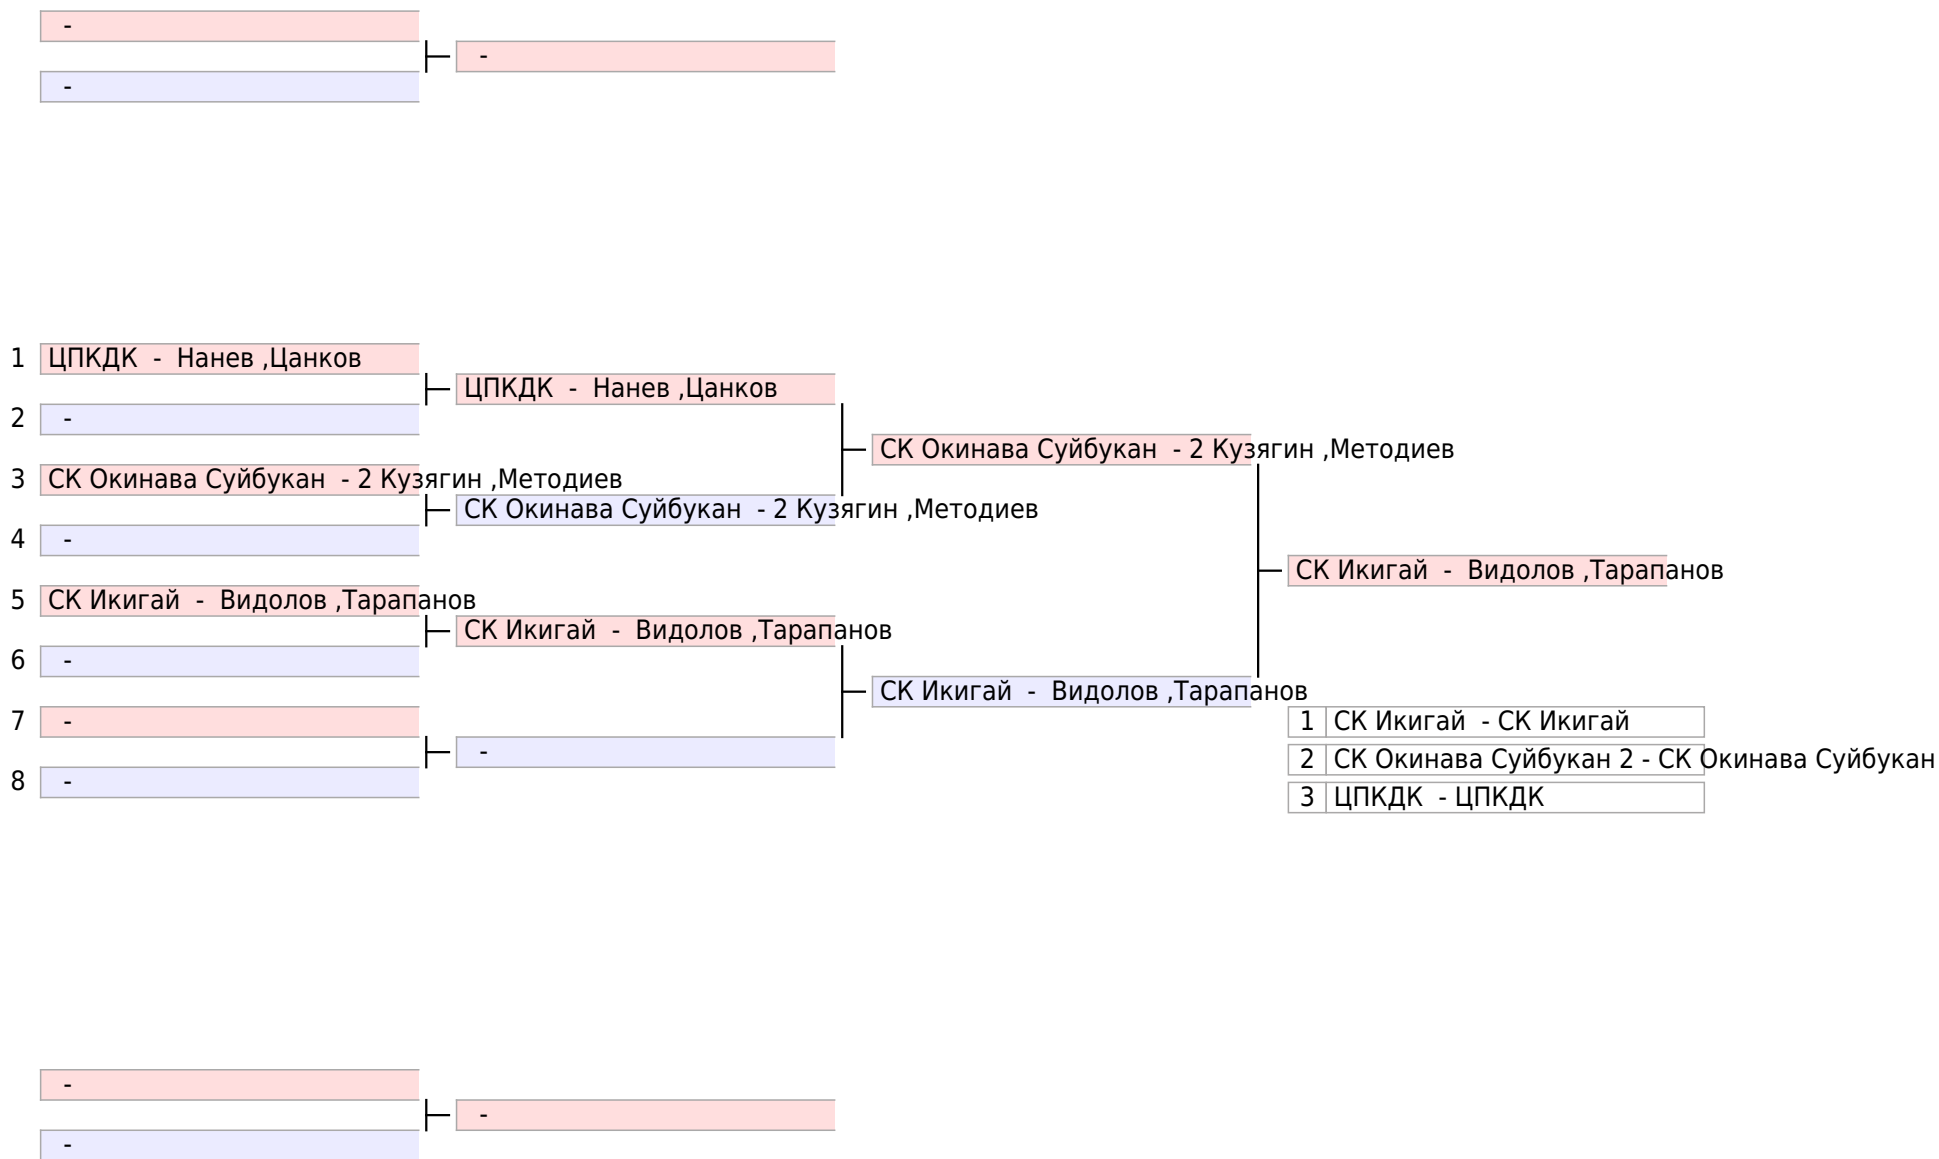 -
-
-
1 ЦПКДК - Нанев ,Цанков
ЦПКДК - Нанев ,Цанков
2 -
СК Окинава Суйбукан - 2 Кузягин ,Методиев
3 СК Окинава Суйбукан - 2 Кузягин ,Методиев
СК Окинава Суйбукан - 2 Кузягин ,Методиев
4 -
СК Икигай - Видолов ,Тарапанов
5 СК Икигай - Видолов ,Тарапанов
СК Икигай - Видолов ,Тарапанов
6 -
СК Икигай - Видолов ,Тарапанов
7 -
-
8 -
1 СК Икигай - СК Икигай
2 СК Окинава Суйбукан 2 - СК Окинава Суйбукан
3 ЦПКДК - ЦПКДК
-
-
-